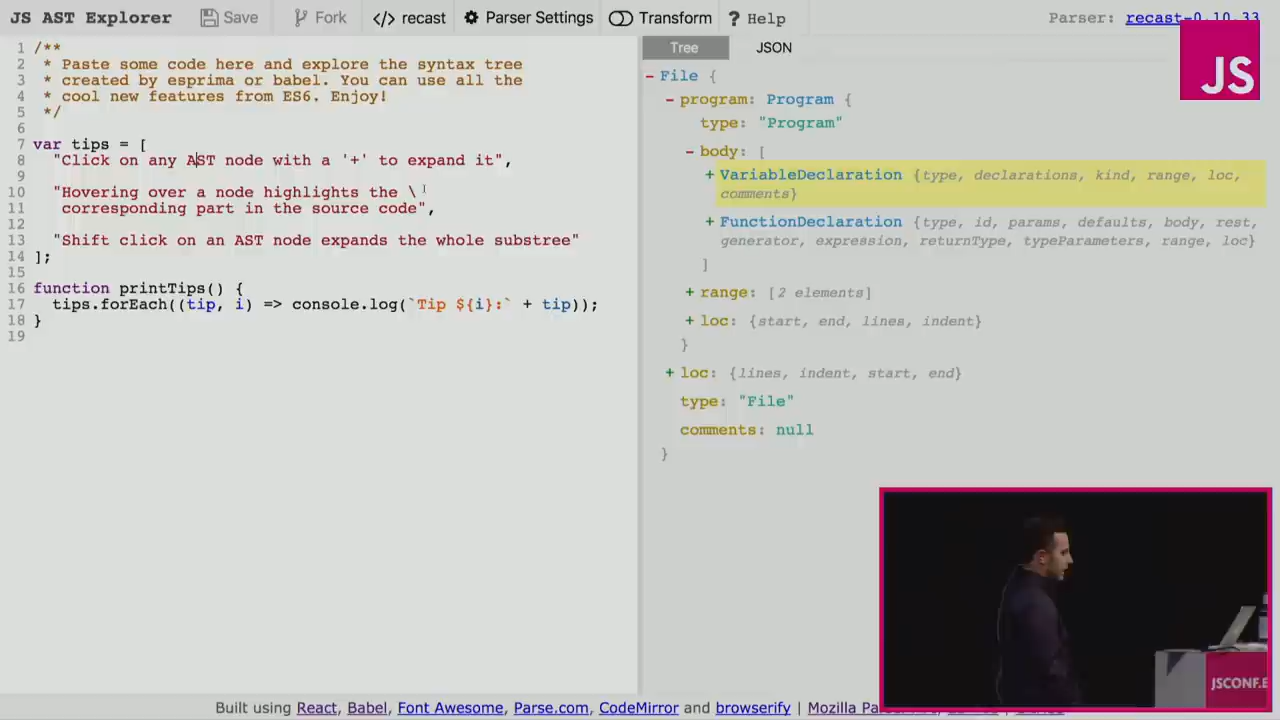 JS AST Explorer Save Fork </> recast Parser Settings Transform ? Help Parser: recast-0.10.33
JS
1 /**
2 * Paste some code here and explore the syntax tree
3 * created by esprima or babel. You can use all the
4 * cool new features from ES6. Enjoy!
5 */
6
7 var tips = [
8 "Click on any AST node with a '+' to expand it",
9
10 "Hovering over a node highlights the \
11 corresponding part in the source code",
12
13 "Shift click on an AST node expands the whole substree"
14 ];
15
16 function printTips() {
17 tips.forEach((tip, i) => console.log(`Tip ${i}:` + tip));
18 }
19
Tree JSON
- File {
- program: Program {
type: "Program"
- body: [
+ VariableDeclaration {type, declarations, kind, range, loc,
comments}
+ FunctionDeclaration {type, id, params, defaults, body, rest,
generator, expression, returnType, typeParameters, range, loc}
]
+ range: [2 elements]
+ loc: {start, end, lines, indent}
}
+ loc: {lines, indent, start, end}
type: "File"
comments: null
}
JSCONF.E
Built using React, Babel, Font Awesome, Parse.com, CodeMirror and browserify | Mozilla